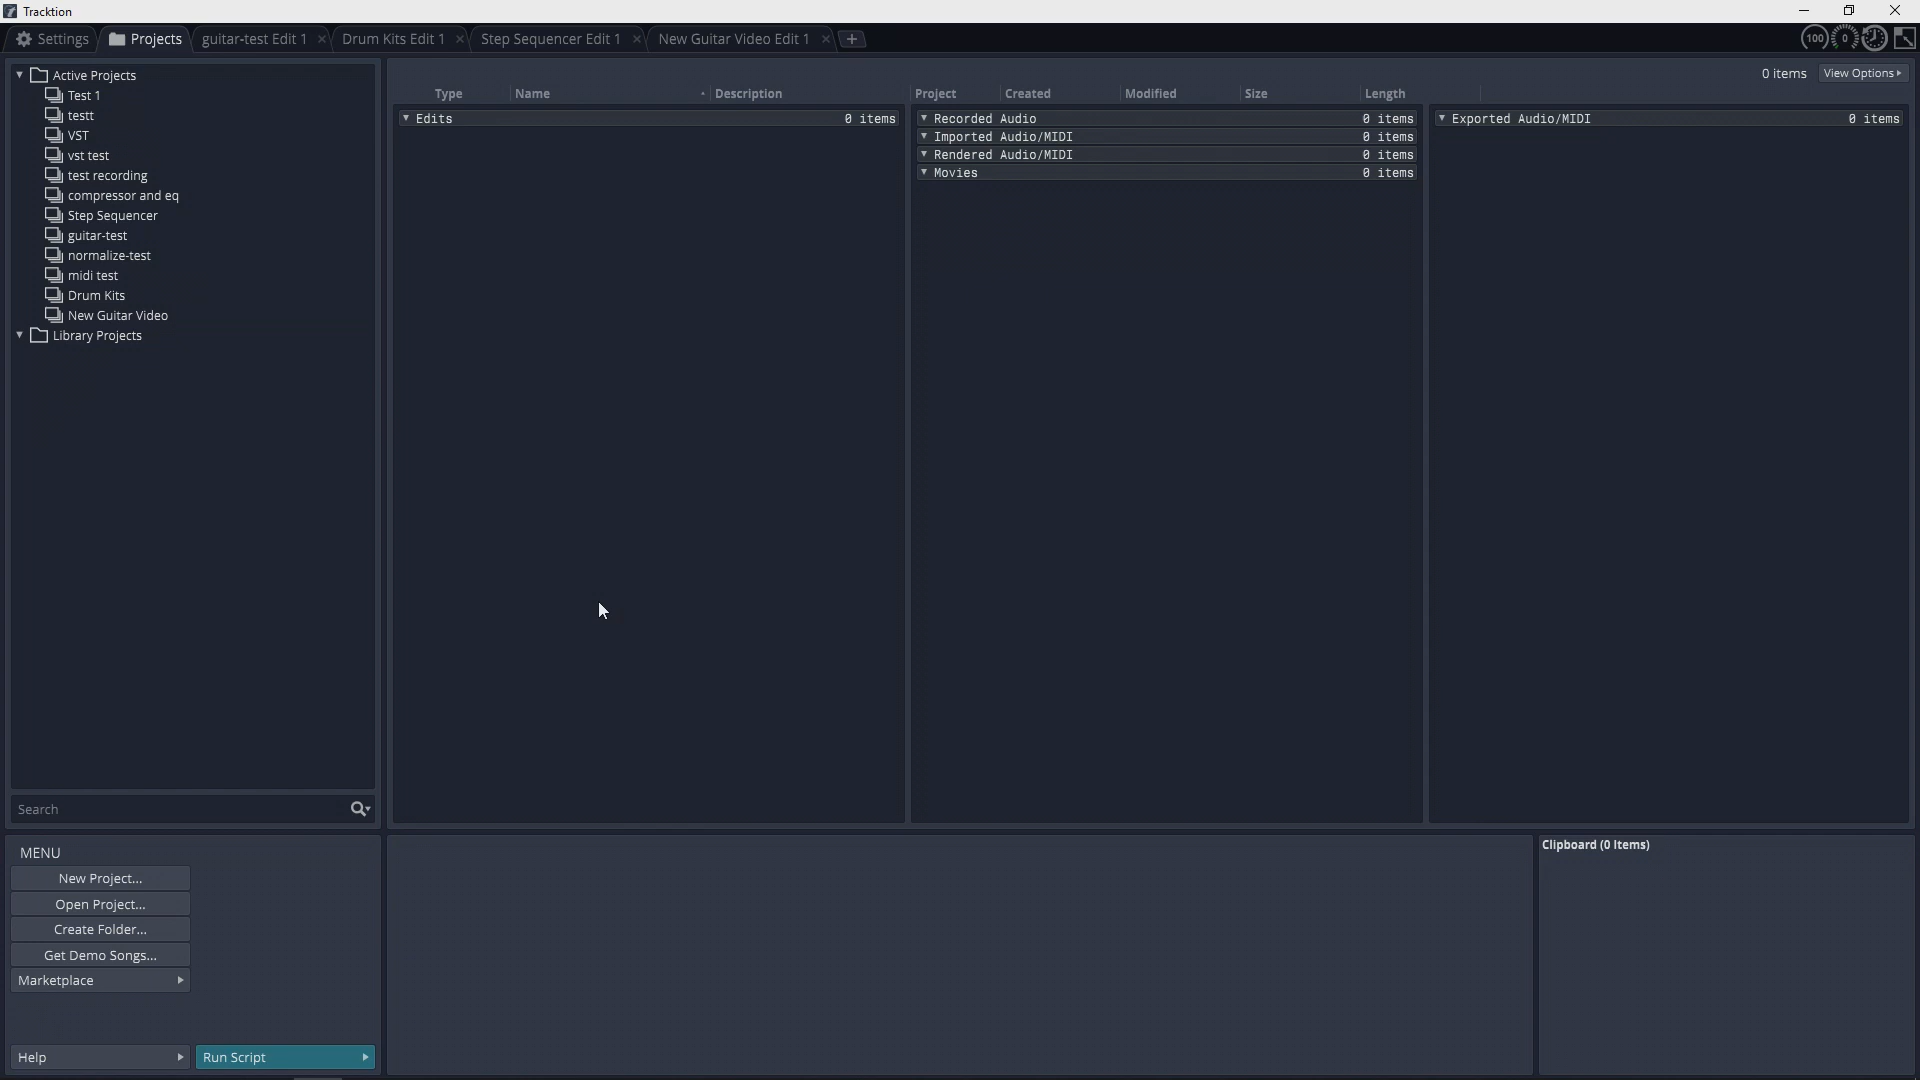 Tracktion
Settings
Projects
guitar-test Edit 1
Drum Kits Edit 1
Step Sequencer Edit 1
New Guitar Video Edit 1
100
0
Active Projects
Test 1
testt
VST
vst test
test recording
compressor and eq
Step Sequencer
guitar-test
normalize-test
midi test
Drum Kits
New Guitar Video
Library Projects
Search
0 items
View Options
Type Name Description Project Created Modified Size Length
Edits 0 items
Recorded Audio 0 items
Imported Audio/MIDI 0 items
Rendered Audio/MIDI 0 items
Movies 0 items
Exported Audio/MIDI 0 items
MENU
New Project...
Open Project...
Create Folder...
Get Demo Songs...
Marketplace
Help
Run Script
Clipboard (0 Items)